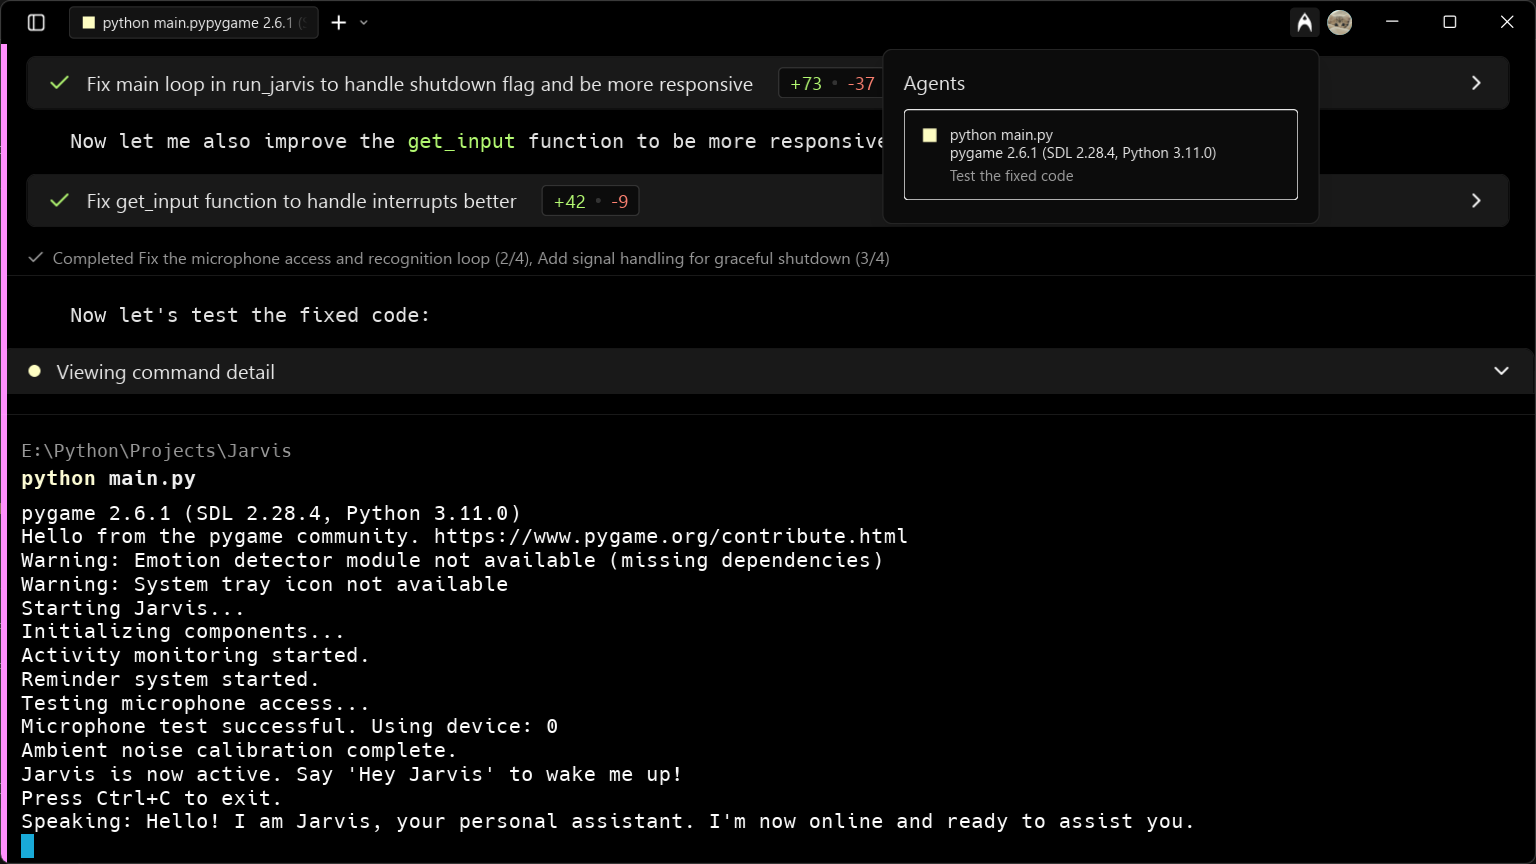 python main.pypygame 2.6.1 (
Fix main loop in run_jarvis to handle shutdown flag and be more responsive +73 • -37
Now let me also improve the get_input function to be more responsive
Fix get_input function to handle interrupts better +42 • -9
Agents
python main.py
pygame 2.6.1 (SDL 2.28.4, Python 3.11.0)
Test the fixed code
Completed Fix the microphone access and recognition loop (2/4), Add signal handling for graceful shutdown (3/4)
Now let's test the fixed code:
Viewing command detail
E:\Python\Projects\Jarvis
python main.py
pygame 2.6.1 (SDL 2.28.4, Python 3.11.0)
Hello from the pygame community. https://www.pygame.org/contribute.html
Warning: Emotion detector module not available (missing dependencies)
Warning: System tray icon not available
Starting Jarvis...
Initializing components...
Activity monitoring started.
Reminder system started.
Testing microphone access...
Microphone test successful. Using device: 0
Ambient noise calibration complete.
Jarvis is now active. Say 'Hey Jarvis' to wake me up!
Press Ctrl+C to exit.
Speaking: Hello! I am Jarvis, your personal assistant. I'm now online and ready to assist you.